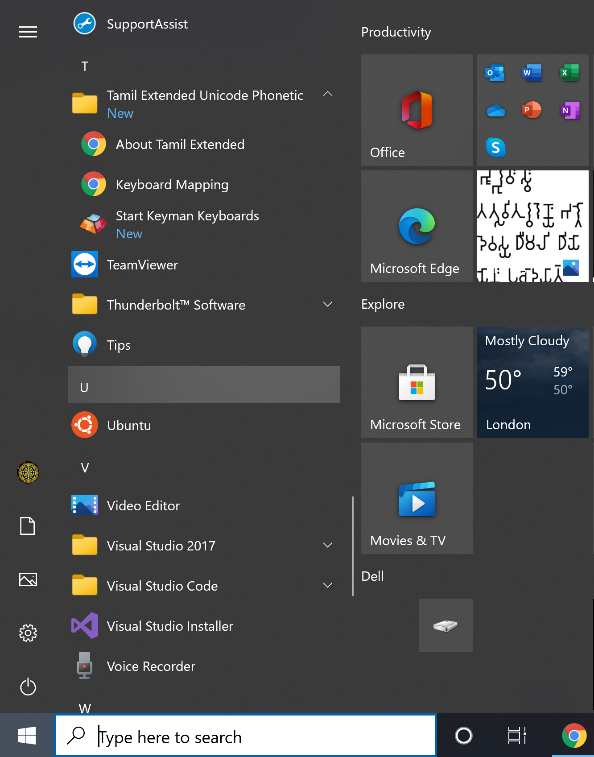 SupportAssist
T
Tamil Extended Unicode Phonetic
New
About Tamil Extended
Keyboard Mapping
Start Keyman Keyboards
New
TeamViewer
Thunderbolt™ Software
Tips
U
Ubuntu
V
Video Editor
Visual Studio 2017
Visual Studio Code
Visual Studio Installer
Voice Recorder
W
Productivity
Office
Microsoft Edge
Explore
Microsoft Store
Mostly Cloudy
50° 59°
50°
London
Movies & TV
Dell
Type here to search